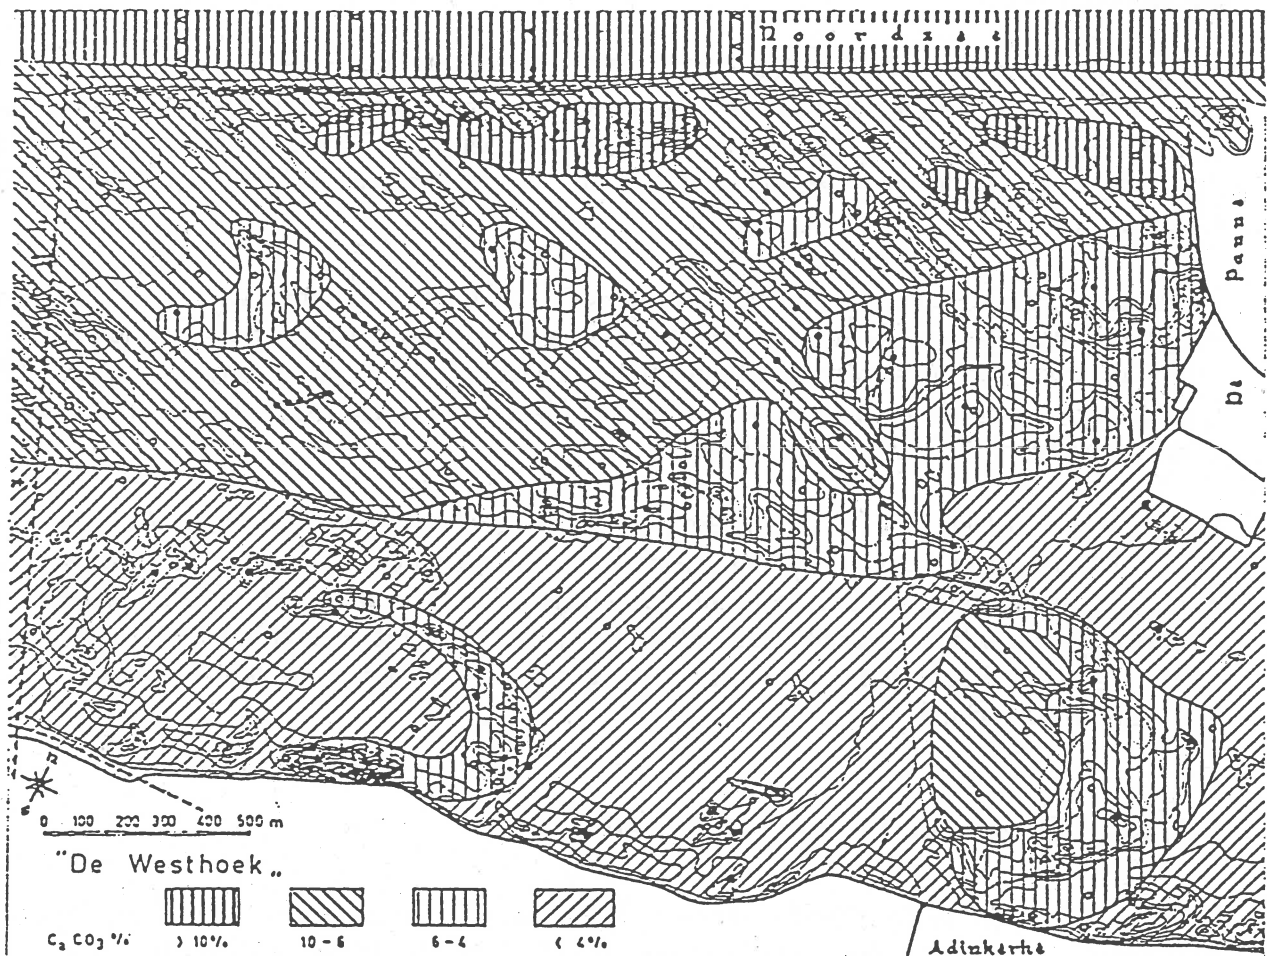 Noordzee
De Panne
N
S
0 100 200 300 400 500 m
"De Westhoek„
CaCO3 %
> 10%
10 - 6
6 - 4
< 4%
Adinkerke